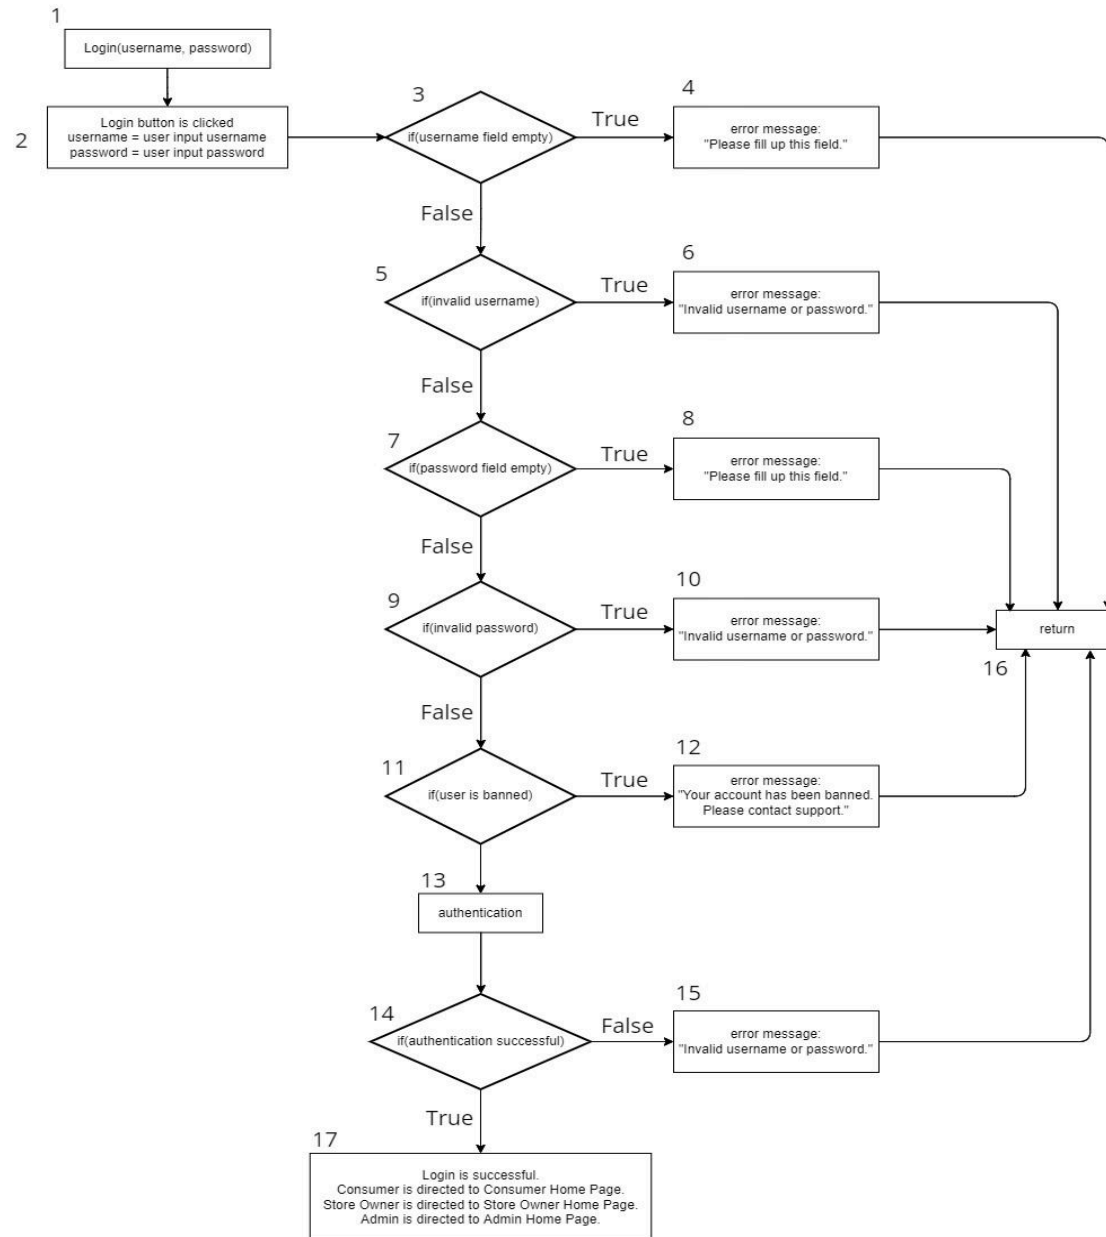 1
Login(username, password)
2
Login button is clicked
username = user input username
password = user input password
3
if(username field empty)
True
4
error message:
"Please fill up this field."
False
5
if(invalid username)
True
6
error message:
"Invalid username or password."
False
7
if(password field empty)
True
8
error message:
"Please fill up this field."
False
9
if(invalid password)
True
10
error message:
"Invalid username or password."
return
16
False
11
if(user is banned)
True
12
error message:
"Your account has been banned.
Please contact support."
13
authentication
14
if(authentication successful)
False
15
error message:
"Invalid username or password."
True
17
Login is successful.
Consumer is directed to Consumer Home Page.
Store Owner is directed to Store Owner Home Page.
Admin is directed to Admin Home Page.